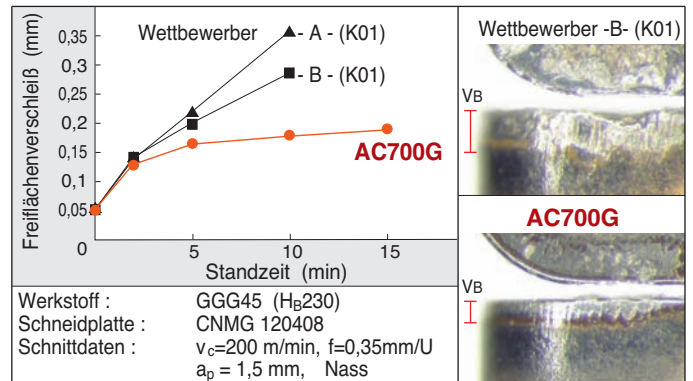 Freiflächenverschleiß (mm)
0,35
0,3
0,25
0,2
0,15
0,1
0,05
0
5
10
15
Standzeit (min)
Wettbewerber
- A - (K01)
- B - (K01)
AC700G
Wettbewerber -B- (K01)
VB
AC700G
VB
Werkstoff : GGG45 (HB230)
Schneidplatte : CNMG 120408
Schnittdaten : vc=200 m/min, f=0,35mm/U
ap = 1,5 mm, Nass